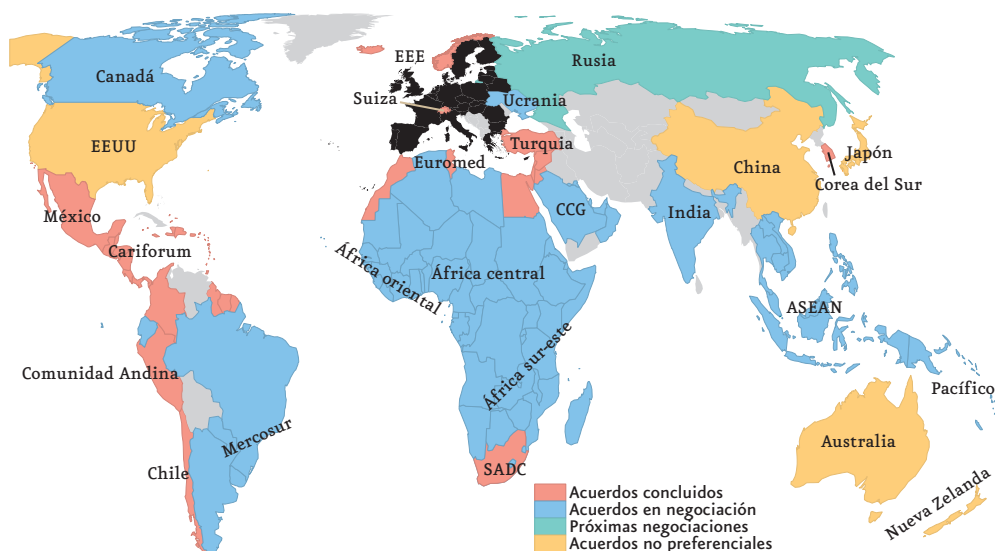 EEE
Canadá
Rusia
Suiza
Ucrania
EEUU
Turquia
Euromed
Japón
China
Corea del Sur
México
CCG
India
Cariforum
África oriental
África central
ASEAN
África sur-este
Comunidad Andina
Pacífico
Mercosur
Australia
Chile
SADC
Nueva Zelanda
Acuerdos concluidos
Acuerdos en negociación
Próximas negociaciones
Acuerdos no preferenciales